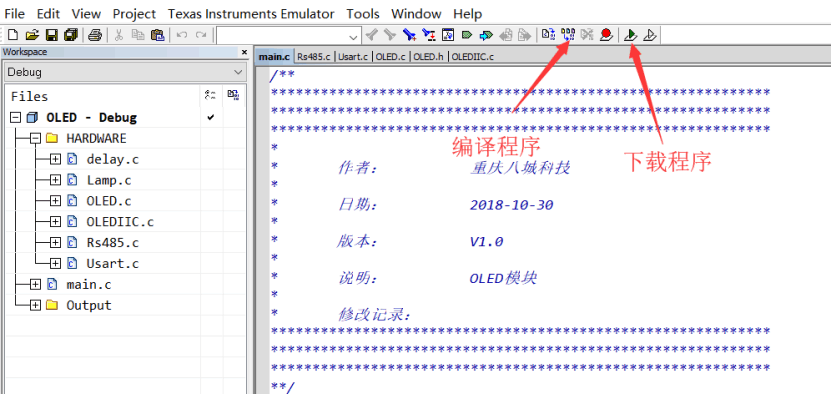 File Edit View Project Texas Instruments Emulator Tools Window Help
Workspace ×
main.c Rs485.c Usart.c OLED.c OLED.h OLEDIIC.c
Debug
Files
OLED - Debug
HARDWARE
delay.c
Lamp.c
OLED.c
OLEDIIC.c
Rs485.c
Usart.c
main.c
Output
/**
************************************************************
************************************************************
************************************************************
*
* 作者: 重庆八城科技
*
* 日期: 2018-10-30
*
* 版本: V1.0
*
* 说明: OLED模块
*
* 修改记录:
************************************************************
************************************************************
************************************************************
**/
编译程序
下载程序